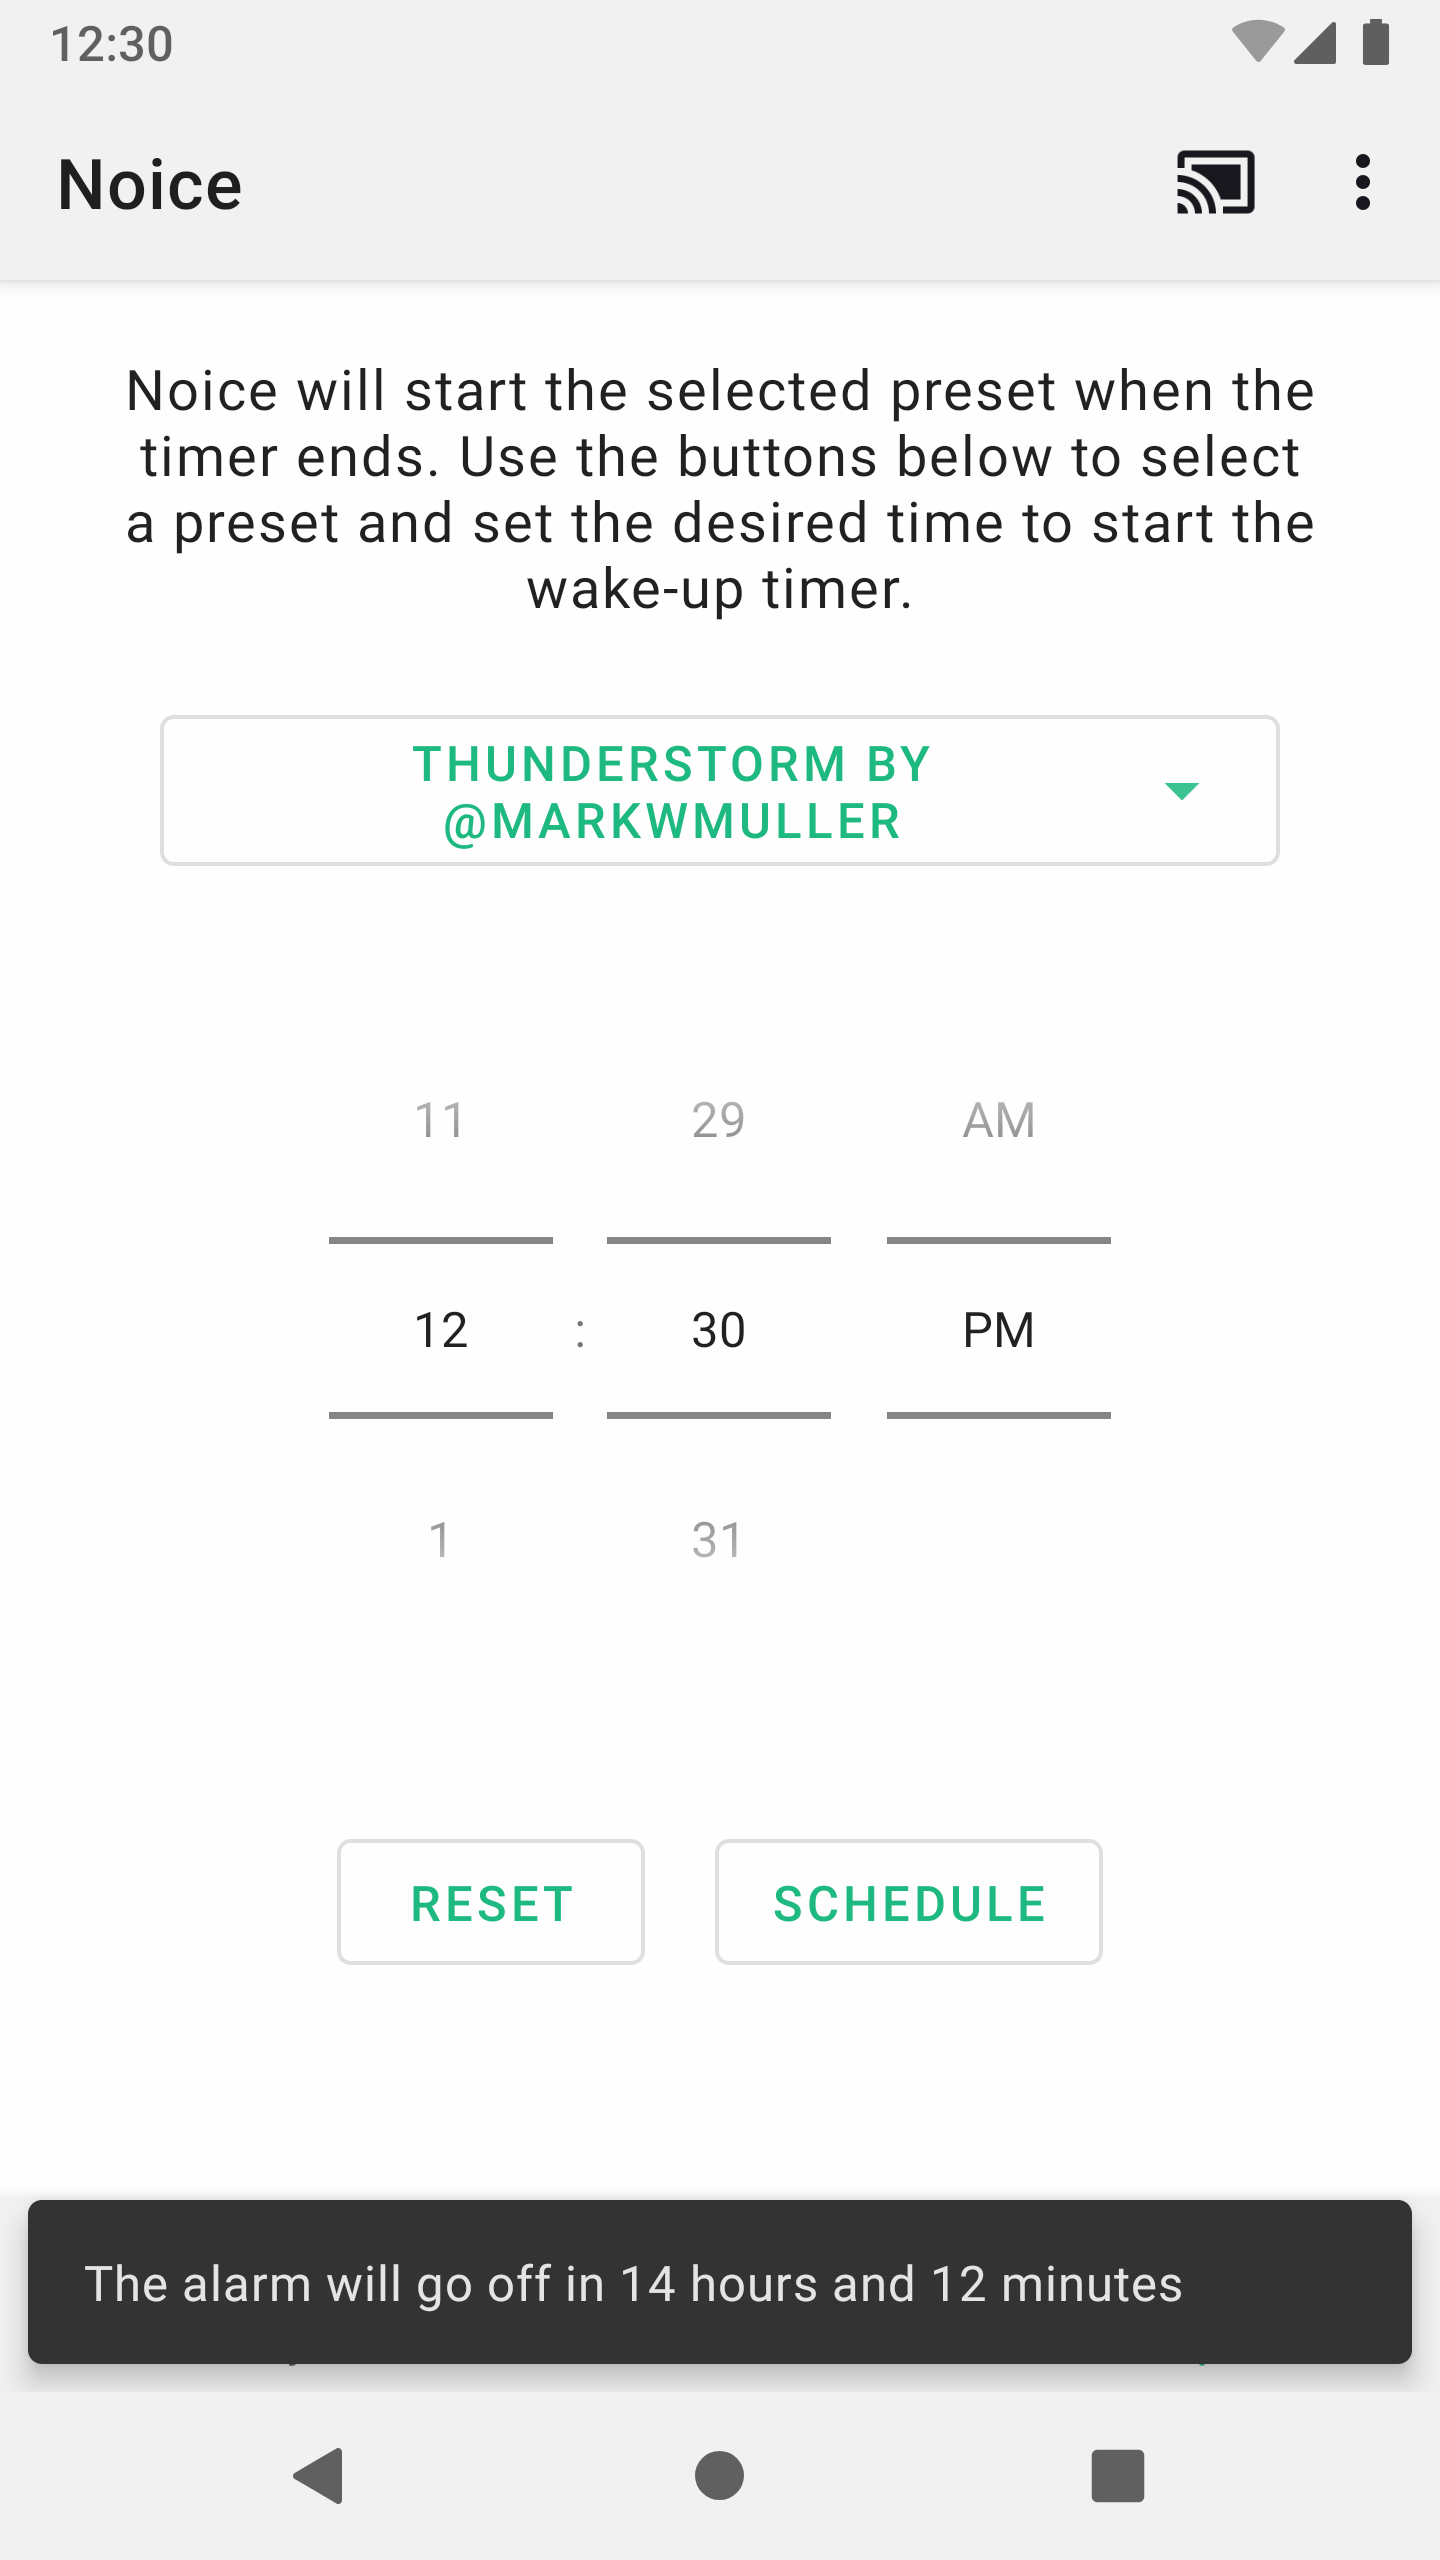 12:30
Noice
Noice will start the selected preset when the
timer ends. Use the buttons below to select
a preset and set the desired time to start the
wake-up timer.
THUNDERSTORM BY
@MARKWMULLER
11 29 AM
12 : 30 PM
1 31
RESET SCHEDULE
The alarm will go off in 14 hours and 12 minutes